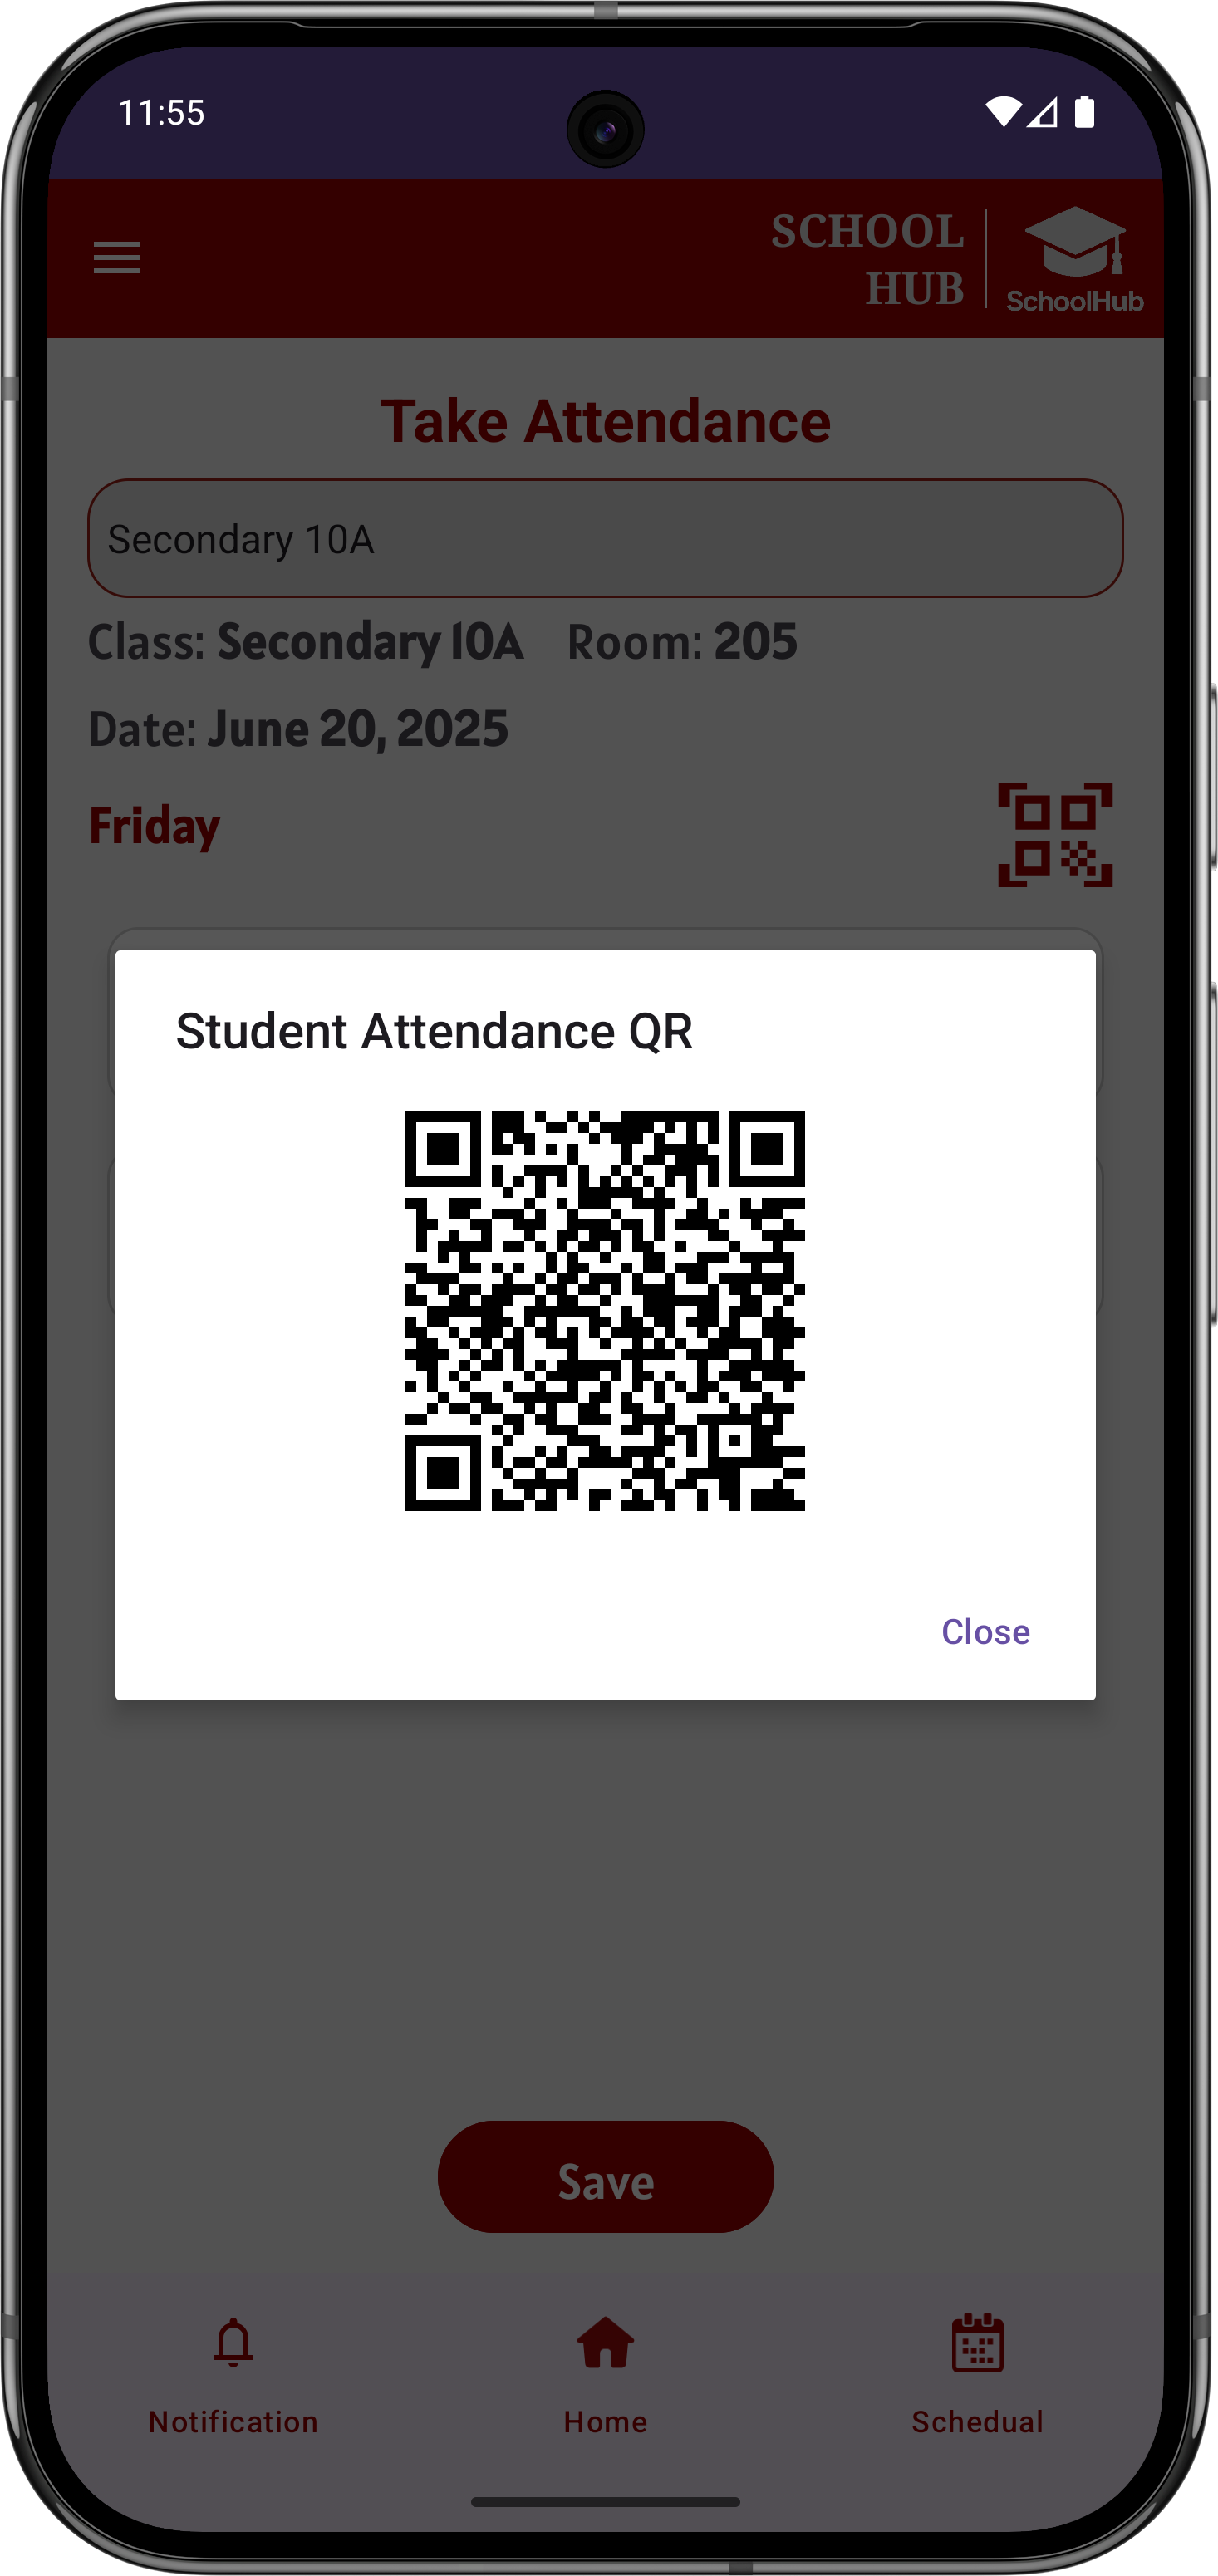 11:55
SCHOOL
HUB
SchoolHub
Take Attendance
Secondary 10A
Class: Secondary 10A Room: 205
Date: June 20, 2025
Friday
Student Attendance QR
Close
Save
Notification Home Schedual